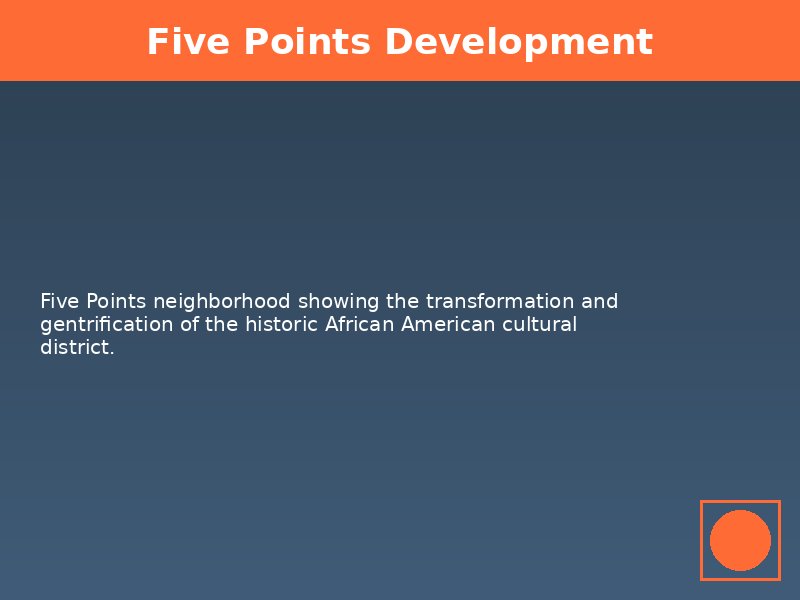 Five Points Development
Five Points neighborhood showing the transformation and
gentrification of the historic African American cultural
district.